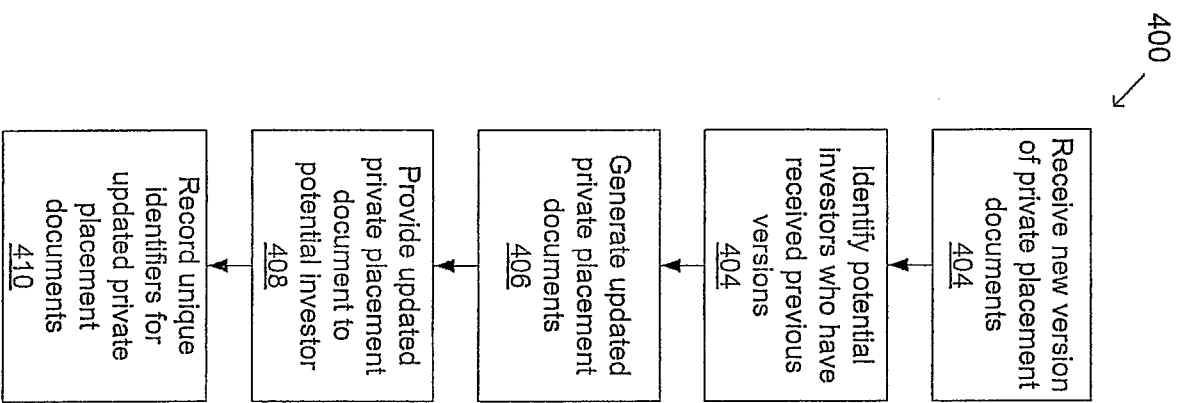 400
Receive new version
of private placement
documents
404
Identify potential
investors who have
received previous
versions
404
Generate updated
private placement
documents
406
Provide updated
private placement
document to
potential investor
408
Record unique
identifiers for
updated private
placement
documents
410